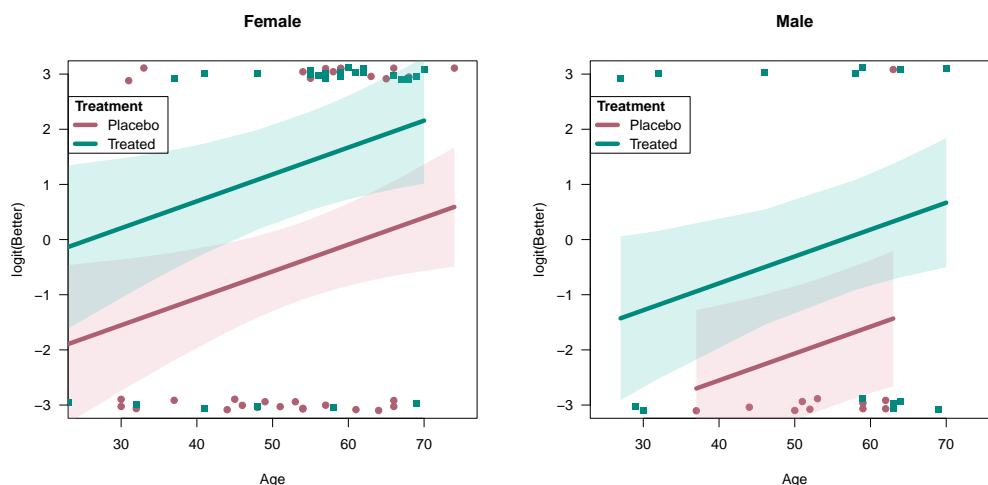 Female
3
2
1
0
−1
−2
−3
logit(Better)
Treatment
Placebo
Treated
30 40 50 60 70
Age
Male
3
2
1
0
−1
−2
−3
logit(Better)
Treatment
Placebo
Treated
30 40 50 60 70
Age